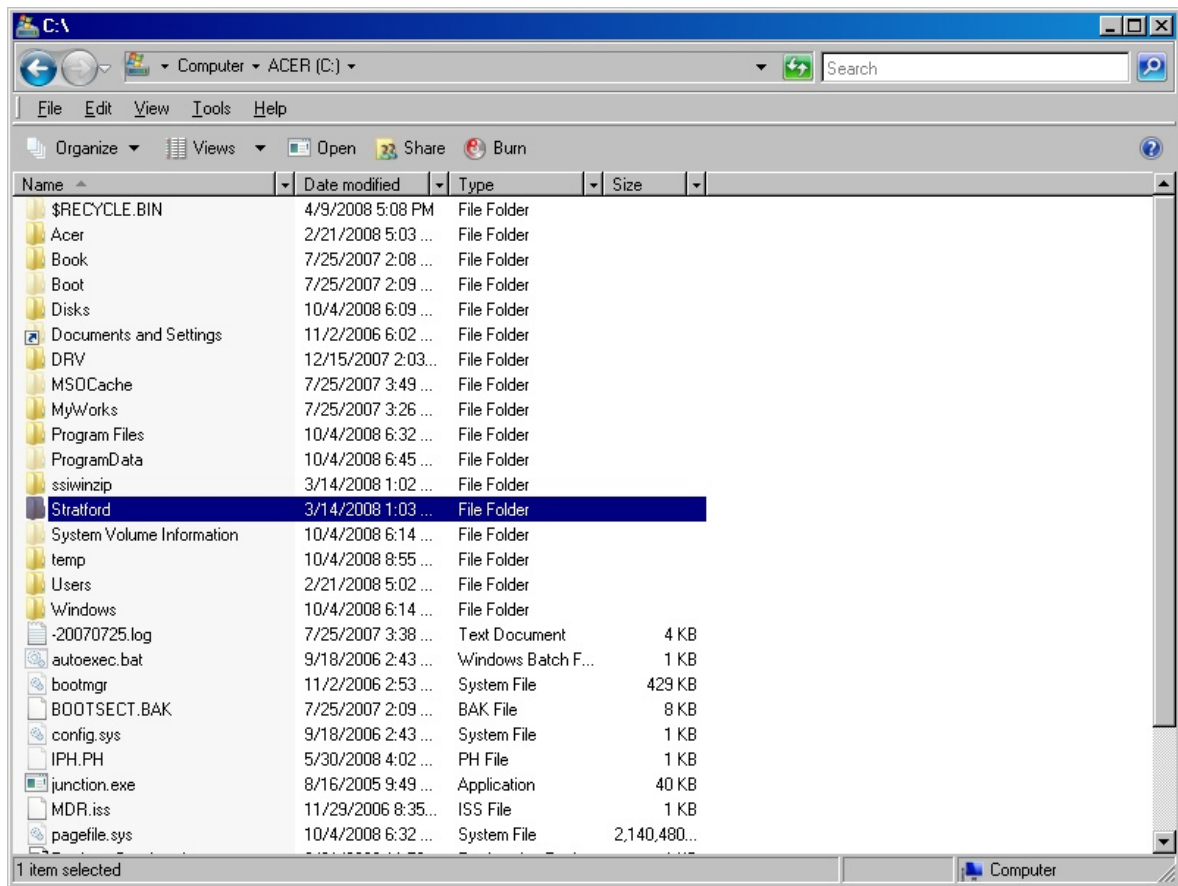 C:\
Computer ACER (C:)
Search
File Edit View Tools Help
Organize Views Open Share Burn
Name Date modified Type Size
$RECYCLE.BIN 4/9/2008 5:08 PM File Folder
Acer 2/21/2008 5:03 ... File Folder
Book 7/25/2007 2:08 ... File Folder
Boot 7/25/2007 2:09 ... File Folder
Disks 10/4/2008 6:09 ... File Folder
Documents and Settings 11/2/2006 6:02 ... File Folder
DRV 12/15/2007 2:03... File Folder
MSOCache 7/25/2007 3:49 ... File Folder
MyWorks 7/25/2007 3:26 ... File Folder
Program Files 10/4/2008 6:32 ... File Folder
ProgramData 10/4/2008 6:45 ... File Folder
ssiwinzip 3/14/2008 1:02 ... File Folder
Stratford 3/14/2008 1:03 ... File Folder
System Volume Information 10/4/2008 6:14 ... File Folder
temp 10/4/2008 8:55 ... File Folder
Users 2/21/2008 5:02 ... File Folder
Windows 10/4/2008 6:14 ... File Folder
-20070725.log 7/25/2007 3:38 ... Text Document 4 KB
autoexec.bat 9/18/2006 2:43 ... Windows Batch F... 1 KB
bootmgr 11/2/2006 2:53 ... System File 429 KB
BOOTSECT.BAK 7/25/2007 2:09 ... BAK File 8 KB
config.sys 9/18/2006 2:43 ... System File 1 KB
IPH.PH 5/30/2008 4:02 ... PH File 1 KB
junction.exe 8/16/2005 9:49 ... Application 40 KB
MDR.iss 11/29/2006 8:35... ISS File 1 KB
pagefile.sys 10/4/2008 6:32 ... System File 2,140,480...
1 item selected Computer